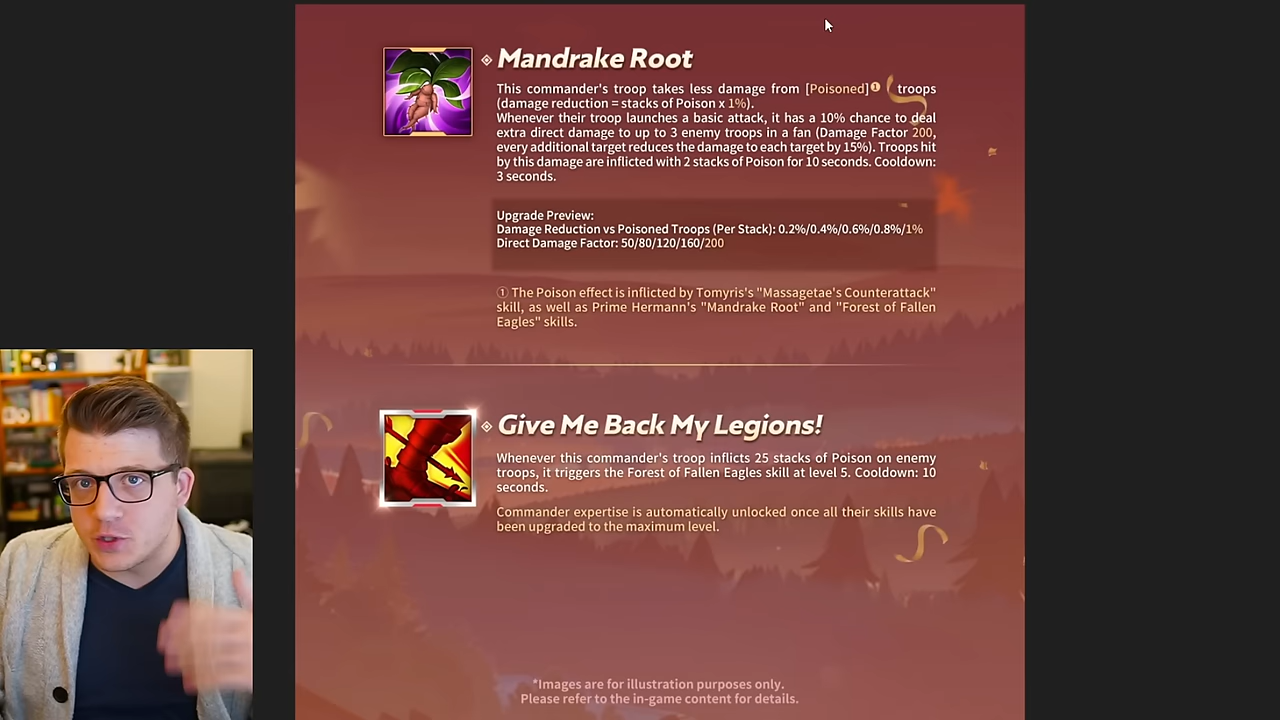 Mandrake Root
This commander's troop takes less damage from [Poisoned]① troops
(damage reduction = stacks of Poison x 1%).
Whenever their troop launches a basic attack, it has a 10% chance to deal
extra direct damage to up to 3 enemy troops in a fan (Damage Factor 200,
every additional target reduces the damage to each target by 15%). Troops hit
by this damage are inflicted with 2 stacks of Poison for 10 seconds. Cooldown:
3 seconds.
Upgrade Preview:
Damage Reduction vs Poisoned Troops (Per Stack): 0.2%/0.4%/0.6%/0.8%/1%
Direct Damage Factor: 50/80/120/160/200
① The Poison effect is inflicted by Tomyris's "Massagetae's Counterattack"
skill, as well as Prime Hermann's "Mandrake Root" and "Forest of Fallen
Eagles" skills.
Give Me Back My Legions!
Whenever this commander's troop inflicts 25 stacks of Poison on enemy
troops, it triggers the Forest of Fallen Eagles skill at level 5. Cooldown: 10
seconds.
Commander expertise is automatically unlocked once all their skills have
been upgraded to the maximum level.
*Images are for illustration purposes only.
Please refer to the in-game content for details.